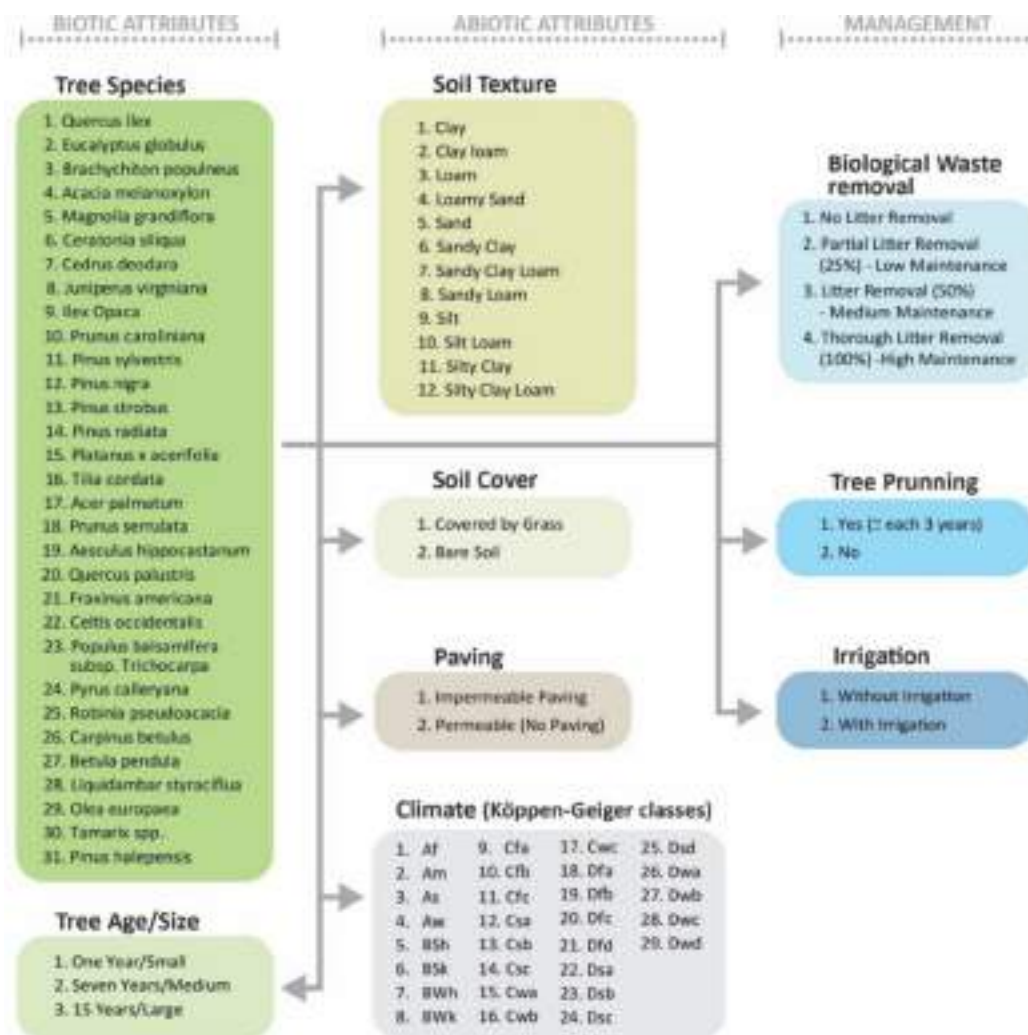 BIOTIC ATTRIBUTES
ABIOTIC ATTRIBUTES
MANAGEMENT
Tree Species
1. Quercus Ilex
2. Eucalyptus globulus
3. Brachychiton populneus
4. Acacia melanoxylon
5. Magnolia grandiflora
6. Ceratonia siliqua
7. Cedrus deodara
8. Juniperus virginiana
9. Ilex Opaca
10. Prunus caroliniana
11. Pinus sylvestris
12. Pinus nigra
13. Pinus strobus
14. Pinus radiata
15. Platanus x acerifolia
16. Tilia cordata
17. Acer palmatum
18. Prunus serrulata
19. Aesculus hippocastanum
20. Quercus palustris
21. Fraxinus americana
22. Celtis occidentalis
23. Populus balsamifera
subsp. Trichocarpa
24. Pyrus calleryana
25. Robinia pseudoacacia
26. Carpinus betulus
27. Betula pendula
28. Liquidambar styraciflua
29. Olea europaea
30. Tamarix spp.
31. Pinus halepensis
Tree Age/Size
1. One Year/Small
2. Seven Years/Medium
3. 15 Years/Large
Soil Texture
1. Clay
2. Clay loam
3. Loam
4. Loamy Sand
5. Sand
6. Sandy Clay
7. Sandy Clay Loam
8. Sandy Loam
9. Silt
10. Silt Loam
11. Silty Clay
12. Silty Clay Loam
Soil Cover
1. Covered by Grass
2. Bare Soil
Paving
1. Impermeable Paving
2. Permeable (No Paving)
Climate (Köppen-Geiger classes)
1. Af
2. Am
3. As
4. Aw
5. BSh
6. BSk
7. BWh
8. BWk
9. Cfa
10. Cfb
11. Cfc
12. Csa
13. Csb
14. Csc
15. Cwa
16. Cwb
17. Cwc
18. Dfa
19. Dfb
20. Dfc
21. Dfd
22. Dsa
23. Dsb
24. Dsc
25. Dsd
26. Dwa
27. Dwb
28. Dwc
29. Dwd
Biological Waste
removal
1. No Litter Removal
2. Partial Litter Removal
(25%) - Low Maintenance
3. Litter Removal (50%)
- Medium Maintenance
4. Thorough Litter Removal
(100%) -High Maintenance
Tree Prunning
1. Yes ( each 3 years)
2. No
Irrigation
1. Without Irrigation
2. With Irrigation